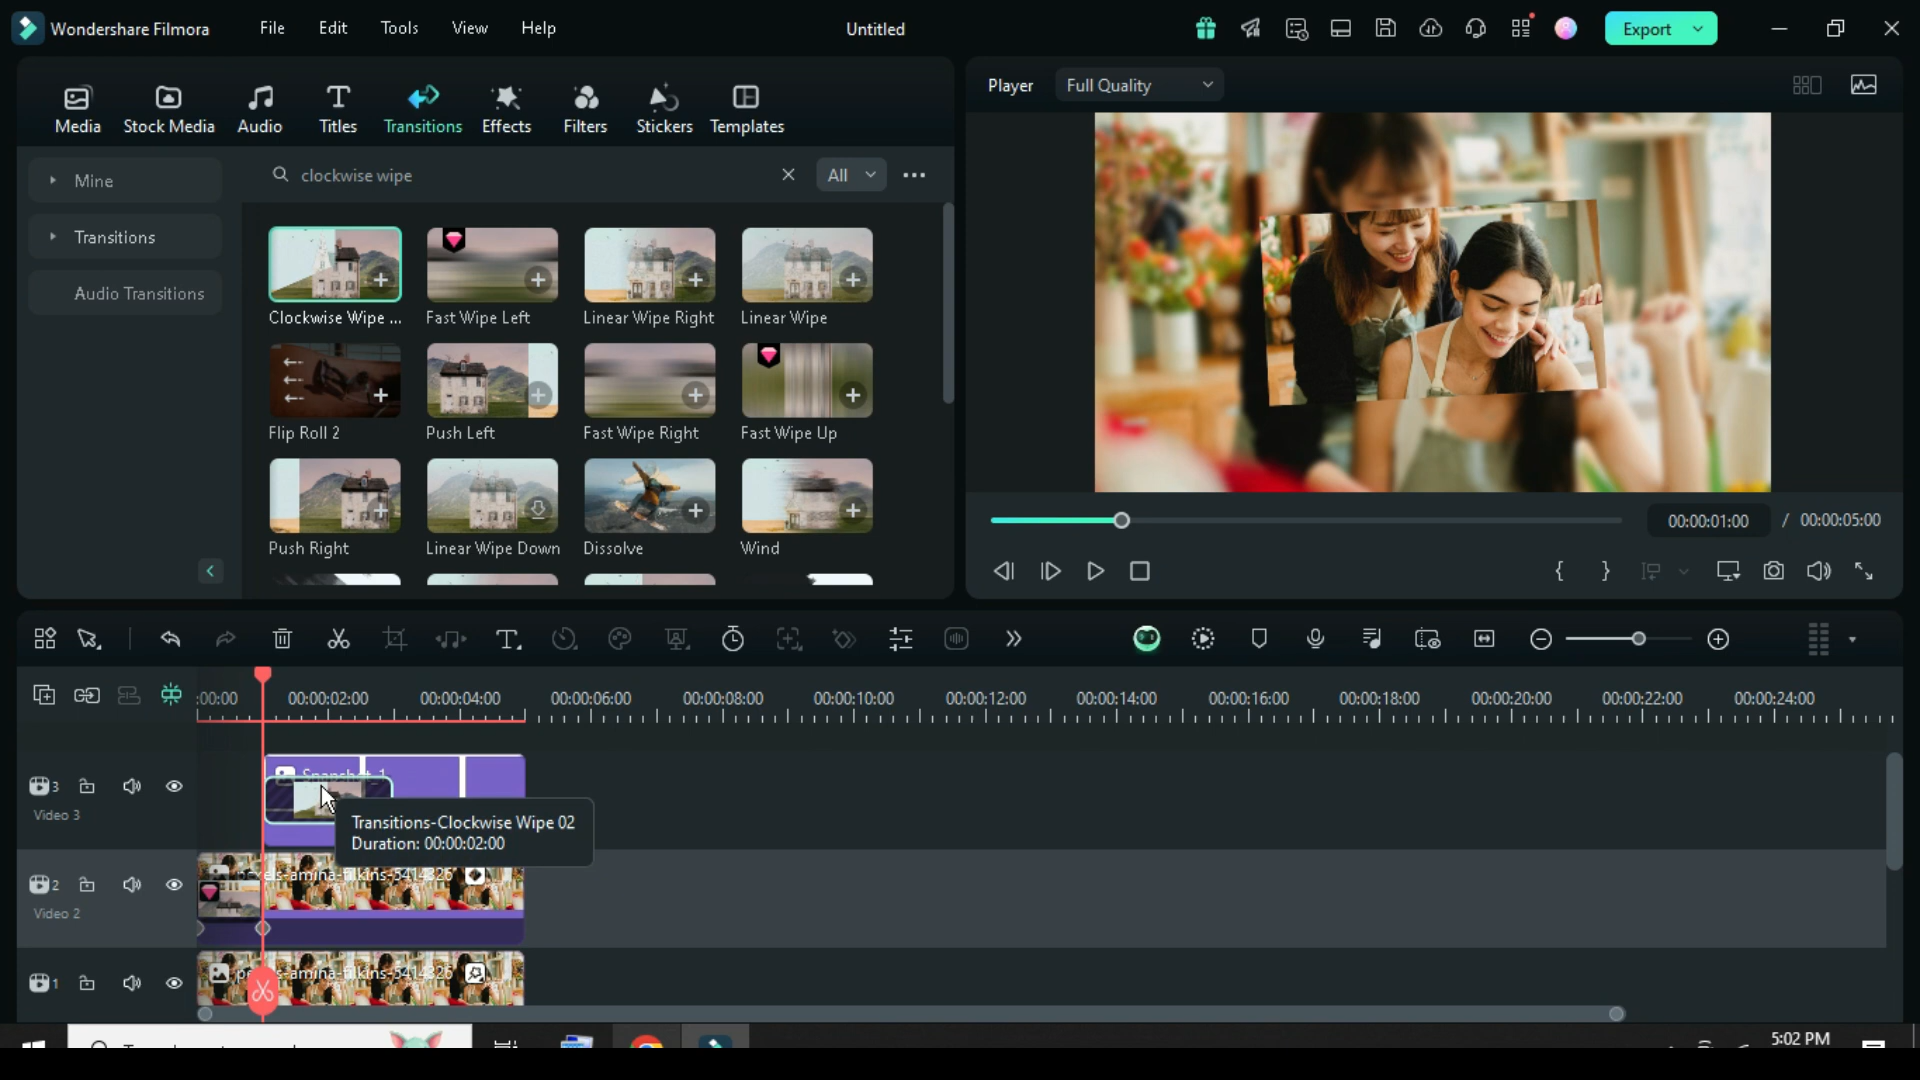 Wondershare Filmora
File
Edit
Tools
View
Help
Untitled
Export
Media
Stock Media
Audio
Titles
Transitions
Effects
Filters
Stickers
Templates
Player
Full Quality
Mine
Transitions
Audio Transitions
clockwise wipe
All
Clockwise Wipe ...
Fast Wipe Left
Linear Wipe Right
Linear Wipe
Flip Roll 2
Push Left
Fast Wipe Right
Fast Wipe Up
Push Right
Linear Wipe Down
Dissolve
Wind
00:00:01:00 / 00:00:05:00
:00:00
00:00:02:00
00:00:04:00
00:00:06:00
00:00:08:00
00:00:10:00
00:00:12:00
00:00:14:00
00:00:16:00
00:00:18:00
00:00:20:00
00:00:22:00
00:00:24:00
3
Video 3
Snapshot_1
Transitions-Clockwise Wipe 02
Duration: 00:00:02:00
2
Video 2
1
5:02 PM